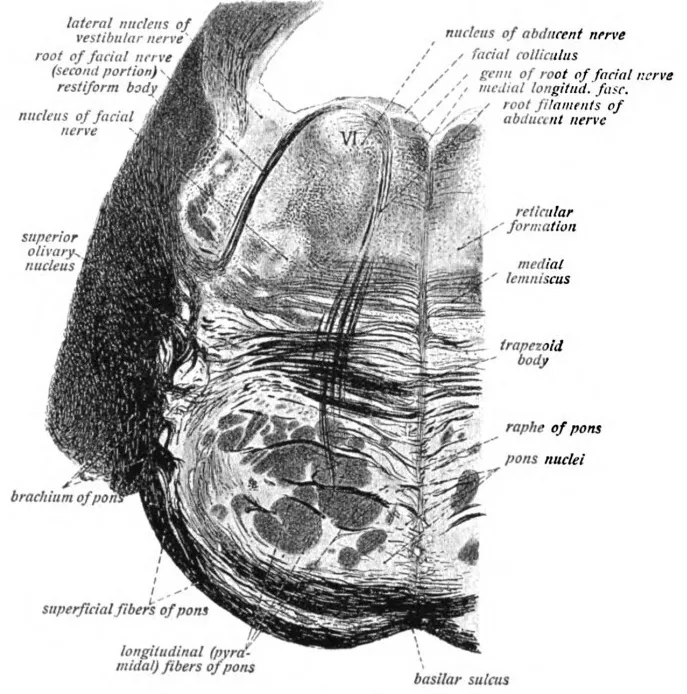 lateral nucleus of
vestibular nerve
root of facial nerve
(second portion)
restiform body
nucleus of facial
nerve
superior
olivary
nucleus
brachium of pons
superficial fibers of pons
longitudinal (pyra-
midal) fibers of pons
nucleus of abducent nerve
facial colliculus
genu of root of facial nerve
medial longitud. fasc.
root filaments of
abducent nerve
VI
reticular
formation
medial
lemniscus
trapezoid
body
raphe of pons
pons nuclei
basilar sulcus